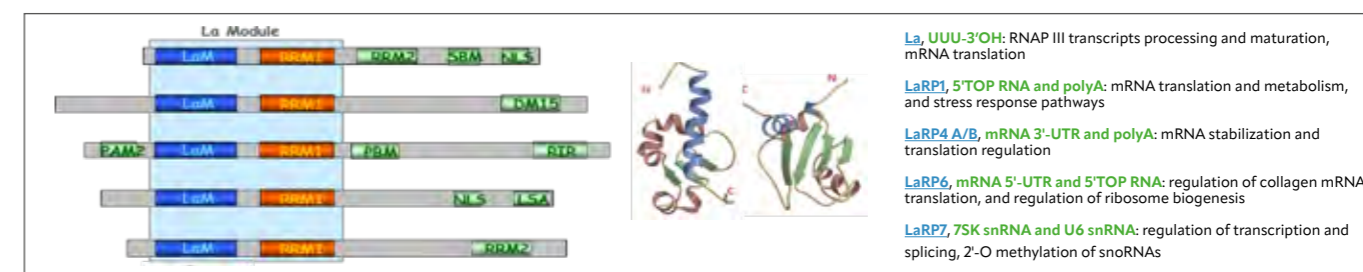 La Module
LaM RRM1 RRM2 SBM NLS
LaM RRM1 DM15
PAM2 LaM RRM1 PBM RIR
LaM RRM1 NLS LSA
LaM RRM1 RRM2
N C
C N
La, UUU-3'OH: RNAP III transcripts processing and maturation,
mRNA translation
LaRP1, 5'TOP RNA and polyA: mRNA translation and metabolism,
and stress response pathways
LaRP4 A/B, mRNA 3'-UTR and polyA: mRNA stabilization and
translation regulation
LaRP6, mRNA 5'-UTR and 5'TOP RNA: regulation of collagen mRNA
translation, and regulation of ribosome biogenesis
LaRP7, 7SK snRNA and U6 snRNA: regulation of transcription and
splicing, 2'-O methylation of snoRNAs